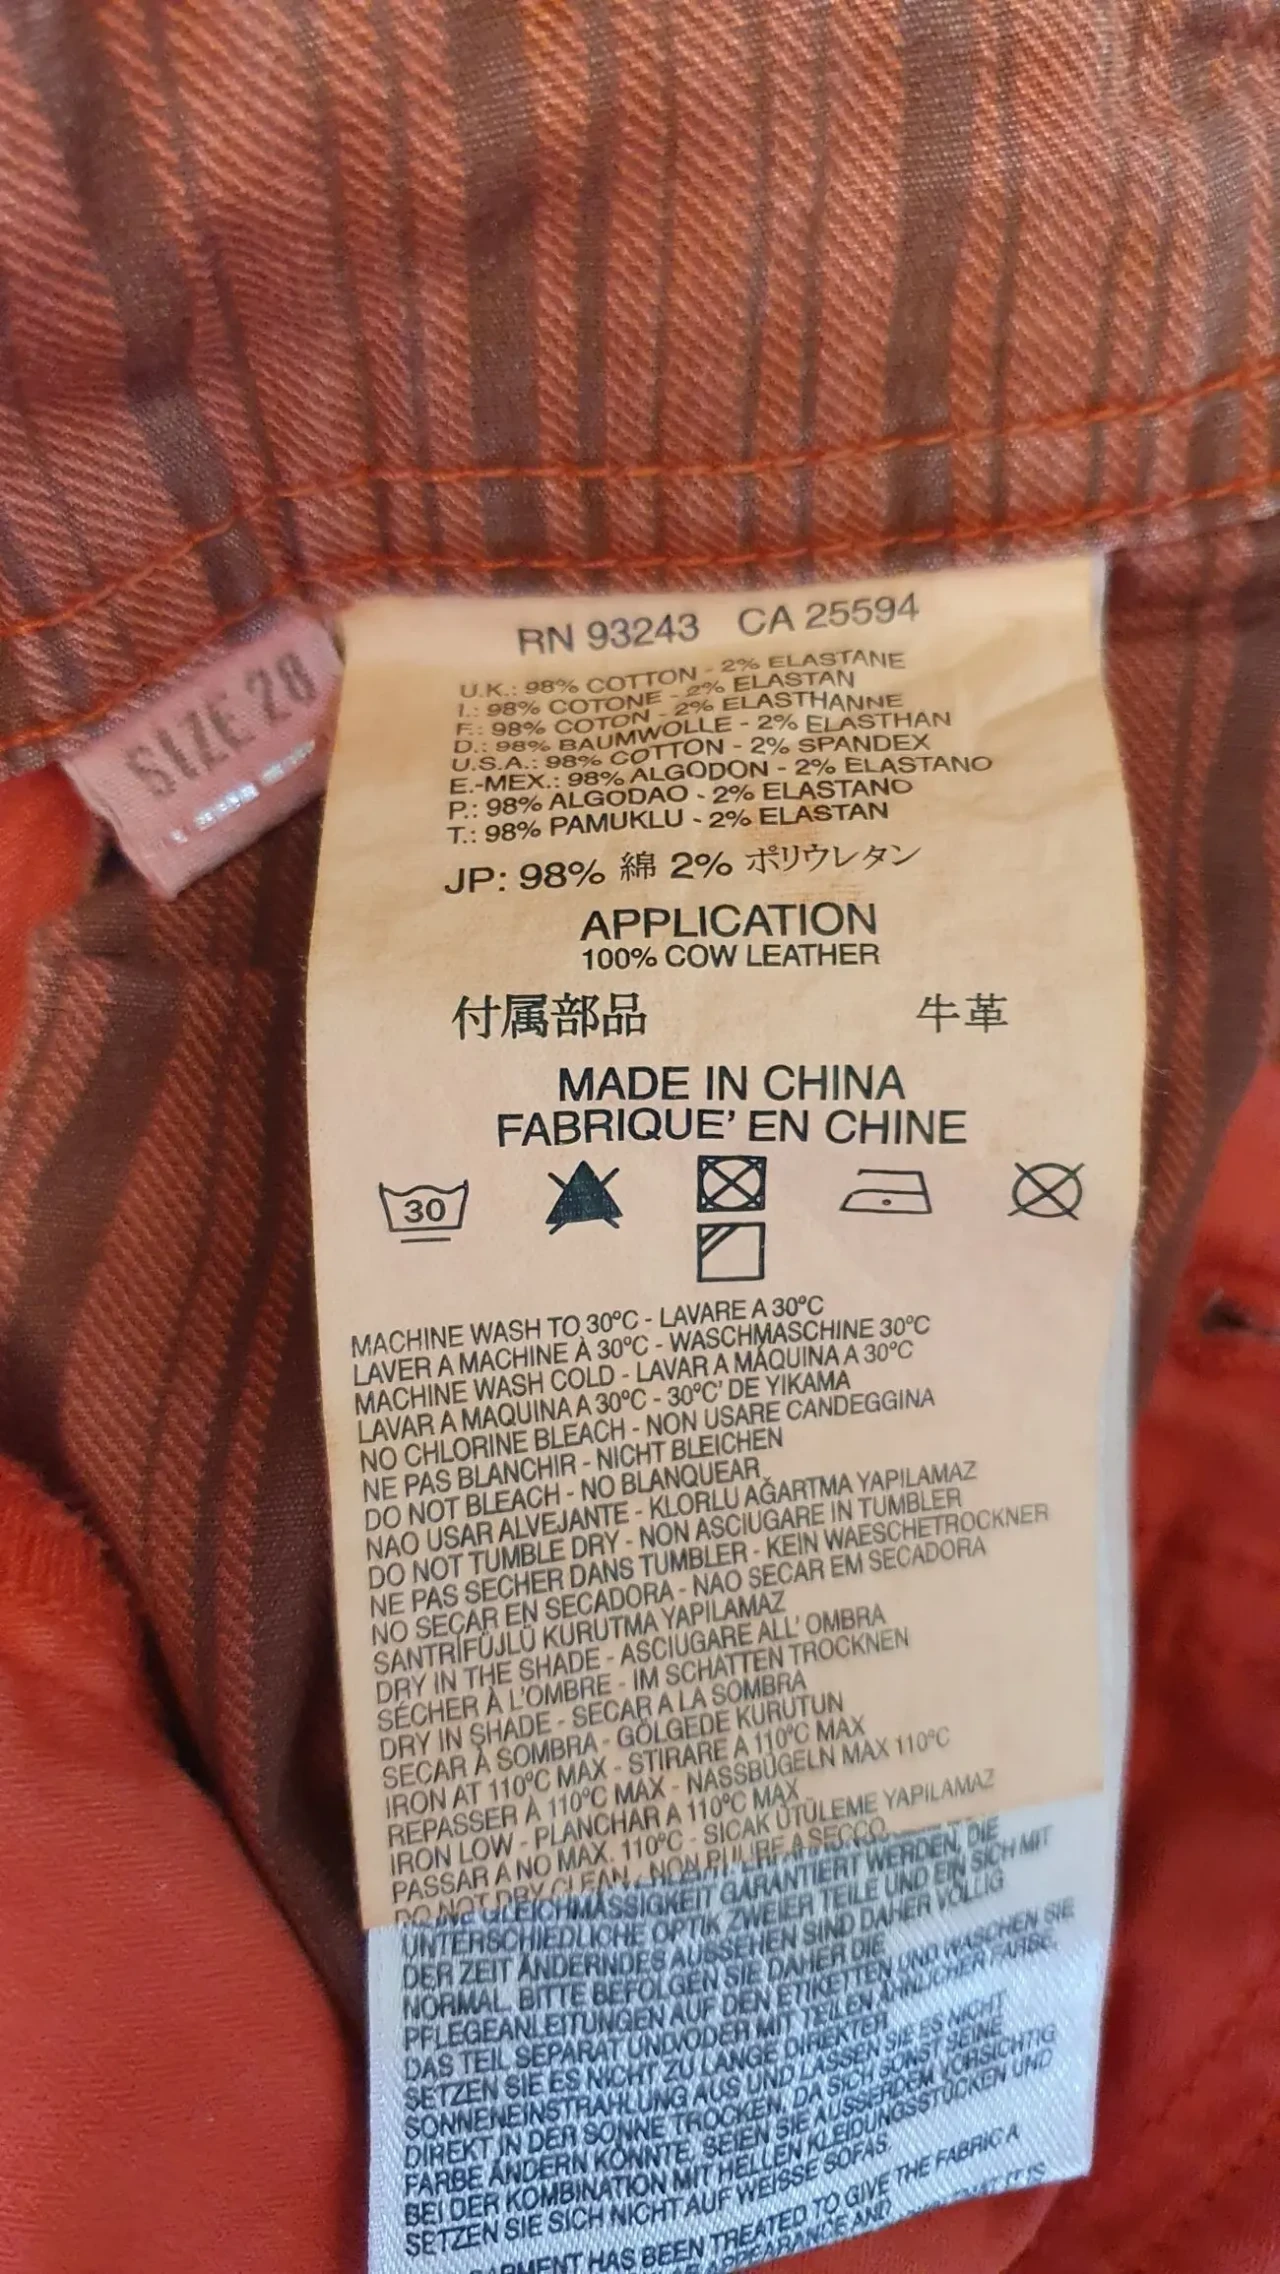 SIZE 28
RN 93243 CA 25594
U.K.: 98% COTTON - 2% ELASTANE
I.: 98% COTONE - 2% ELASTAN
F.: 98% COTON - 2% ELASTHANNE
D.: 98% BAUMWOLLE - 2% ELASTHAN
U.S.A.: 98% COTTON - 2% SPANDEX
E.-MEX.: 98% ALGODON - 2% ELASTANO
P.: 98% ALGODAO - 2% ELASTANO
T.: 98% PAMUKLU - 2% ELASTAN
JP: 98% 綿 2% ポリウレタン
APPLICATION
100% COW LEATHER
付属部品 牛革
MADE IN CHINA
FABRIQUE' EN CHINE
30
MACHINE WASH TO 30°C - LAVARE A 30°C
LAVER A MACHINE À 30°C - WASCHMASCHINE 30°C
MACHINE WASH COLD - LAVAR A MÁQUINA A 30°C
LAVAR A MAQUINA A 30°C - 30°C' DE YIKAMA
NO CHLORINE BLEACH - NON USARE CANDEGGINA
NE PAS BLANCHIR - NICHT BLEICHEN
DO NOT BLEACH - NO BLANQUEAR
NAO USAR ALVEJANTE - KLORLU AĞARTMA YAPILAMAZ
DO NOT TUMBLE DRY - NON ASCIUGARE IN TUMBLER
NE PAS SECHER DANS TUMBLER - KEIN WAESCHETROCKNER
NO SECAR EN SECADORA - NAO SECAR EM SECADORA
SANTRİFÜJLÜ KURUTMA YAPILAMAZ
DRY IN THE SHADE - ASCIUGARE ALL' OMBRA
SÉCHER À L'OMBRE - IM SCHATTEN TROCKNEN
DRY IN SHADE - SECAR A LA SOMBRA
SECAR À SOMBRA - GÖLGEDE KURUTUN
IRON AT 110°C MAX - STIRARE A 110°C MAX
REPASSER À 110°C MAX - NASSBÜGELN MAX 110°C
IRON LOW - PLANCHAR A 110°C MAX
PASSAR A NO MAX. 110°C - SICAK ÜTÜLEME YAPILAMAZ
DO NOT DRY CLEAN - NON PULIRE A SECCO
GLEICHMÄSSIGKEIT GARANTIERT WERDEN, DIE
UNTERSCHIEDLICHE OPTIK ZWEIER TEILE UND EIN SICH MIT
DER ZEIT ÄNDERNDES AUSSEHEN SIND DAHER VÖLLIG
NORMAL. BITTE BEFOLGEN SIE DAHER DIE
PFLEGEANLEITUNGEN AUF DEN ETIKETTEN UND WASCHEN SIE
DAS TEIL SEPARAT UND/ODER MIT TEILEN ÄHNLICHER FARBE.
SETZEN SIE ES NICHT ZU LANGE DIREKTER
SONNENEINSTRAHLUNG AUS UND LASSEN SIE ES NICHT
DIREKT IN DER SONNE TROCKEN, DA SICH SONST SEINE
FARBE ÄNDERN KÖNNTE. SEIEN SIE AUSSERDEM VORSICHTIG
BEI DER KOMBINATION MIT HELLEN KLEIDUNGSSTÜCKEN UND
SETZEN SIE SICH NICHT AUF WEISSE SOFAS.
GARMENT HAS BEEN TREATED TO GIVE THE FABRIC A
APPEARANCE AND